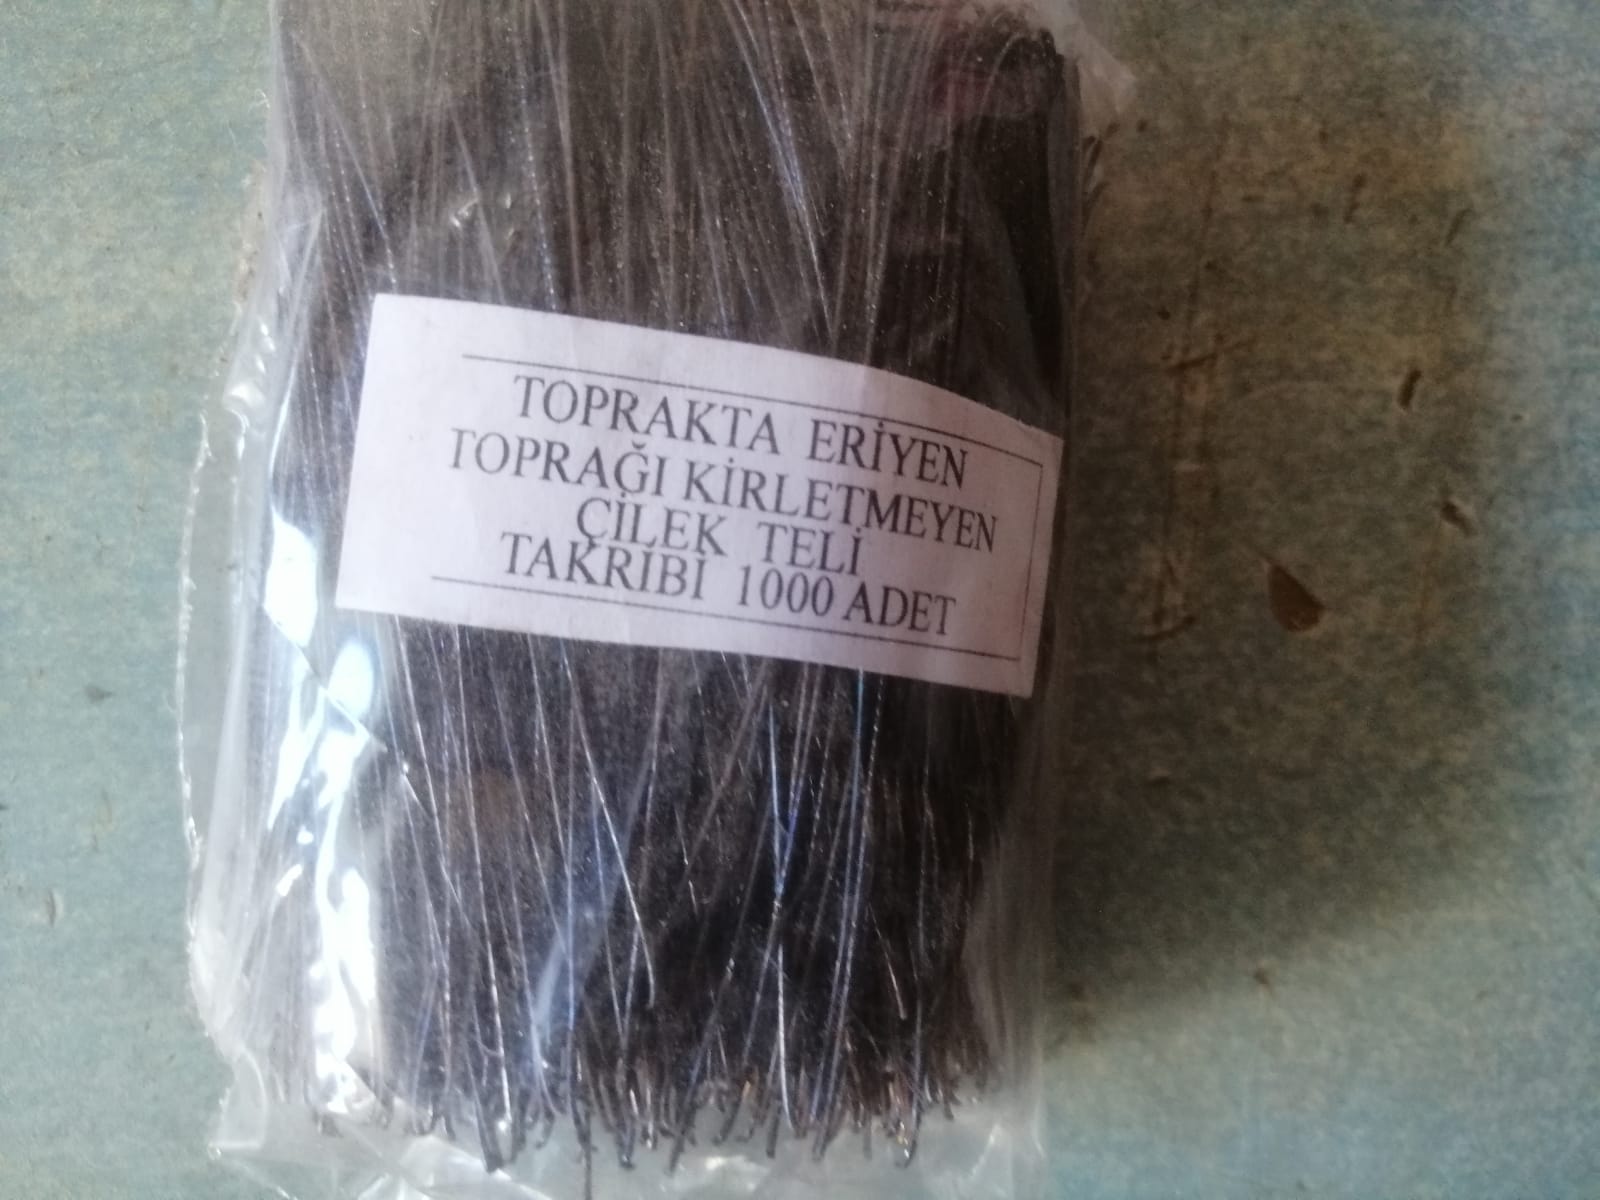 TOPRAKTA ERİYEN
TOPRAĞI KİRLETMEYEN
ÇİLEK TELİ
TAKRİBİ 1000 ADET